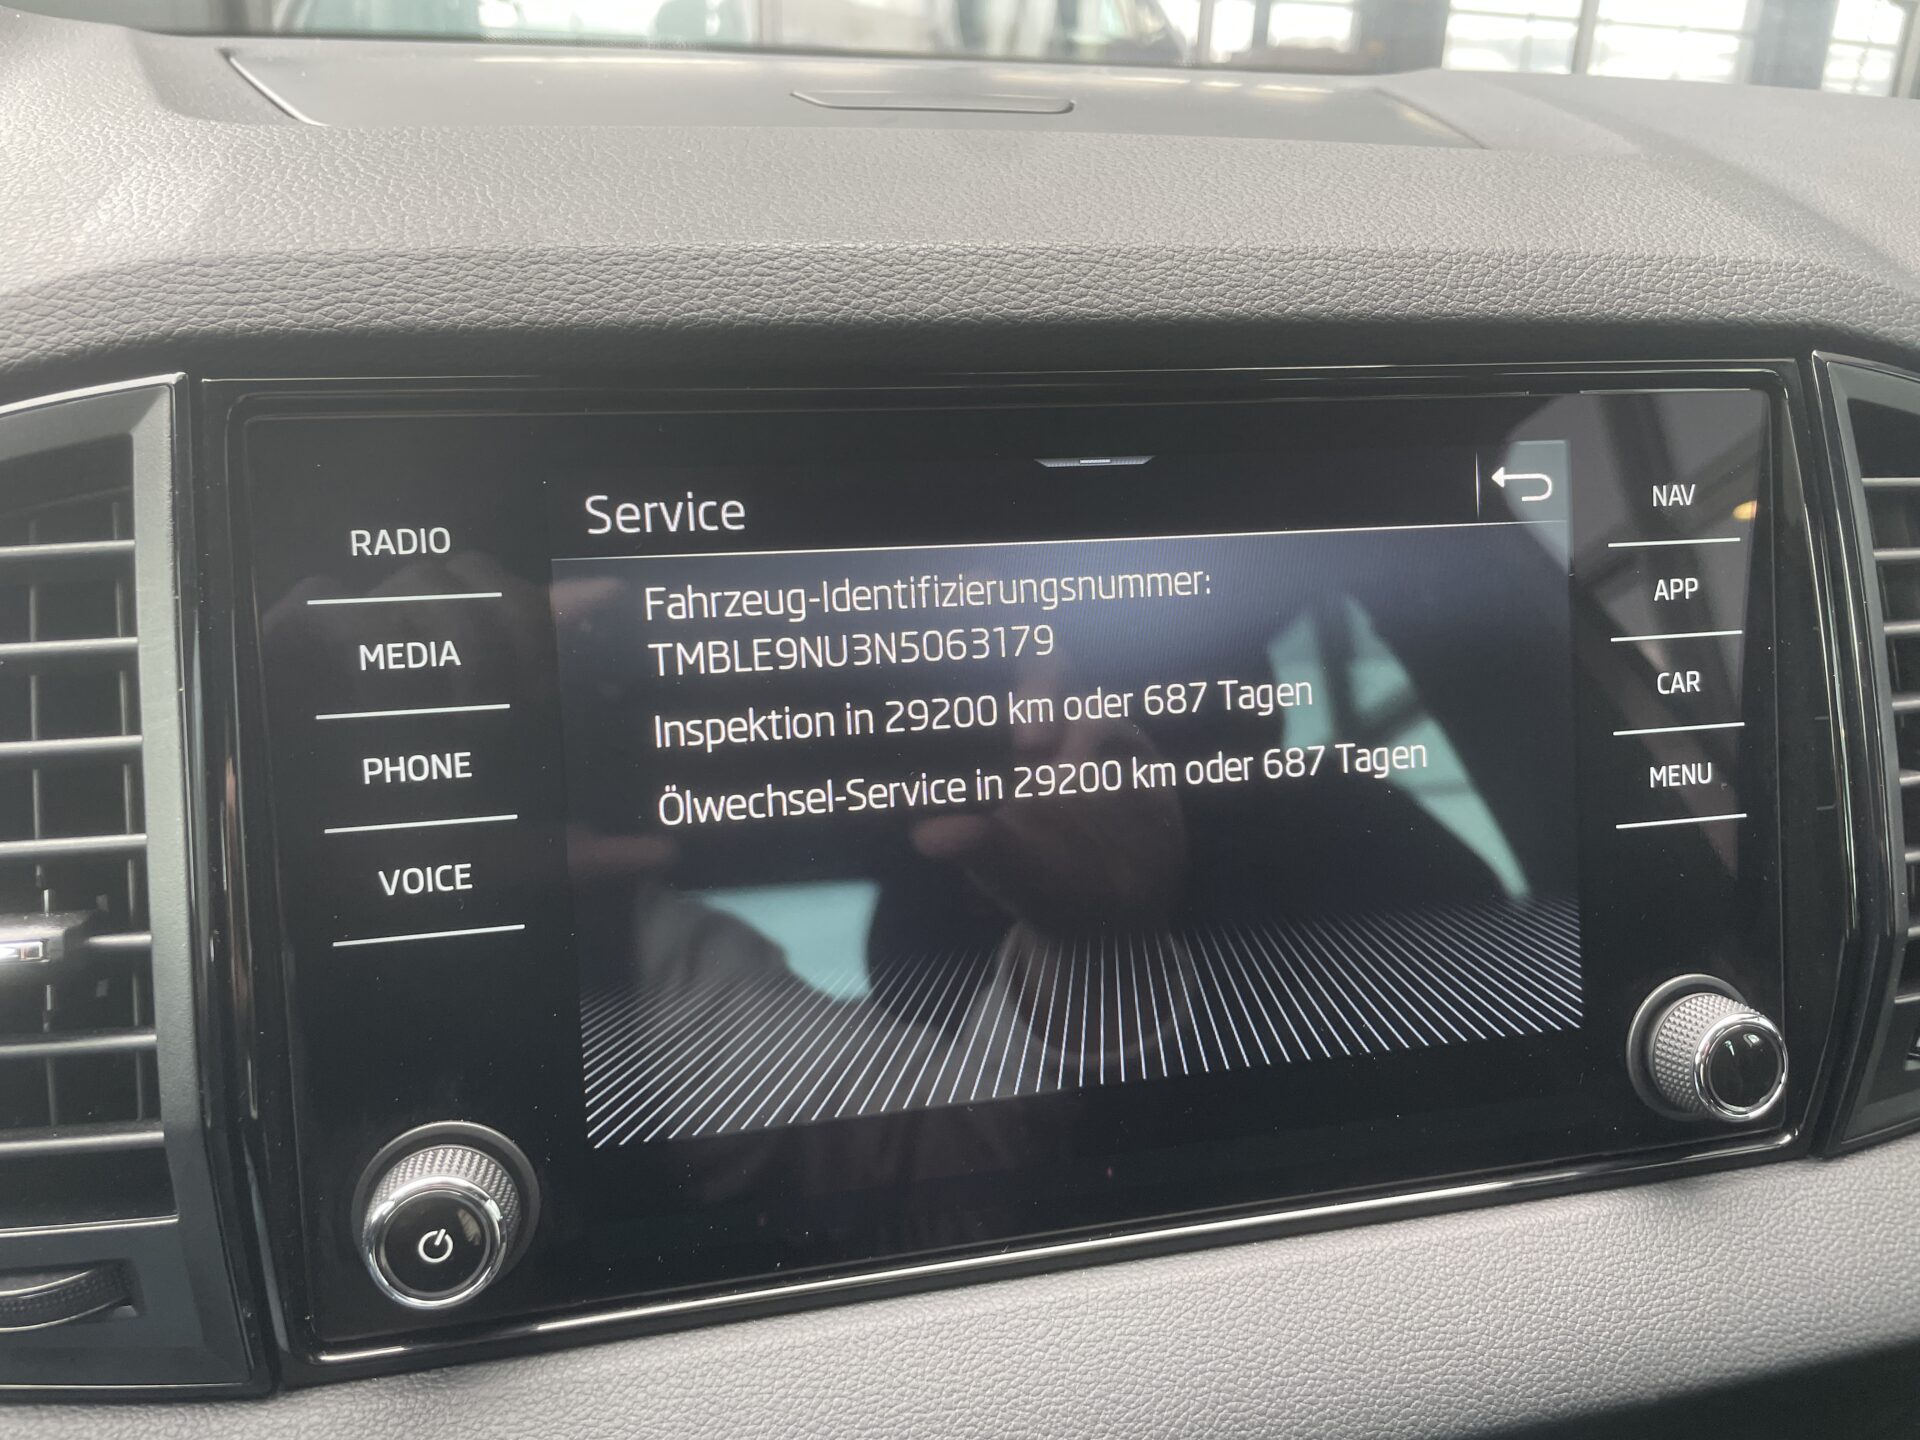 Service
RADIO
MEDIA
PHONE
VOICE
Fahrzeug-Identifizierungsnummer:
TMBLE9NU3N5063179
Inspektion in 29200 km oder 687 Tagen
Ölwechsel-Service in 29200 km oder 687 Tagen
NAV
APP
CAR
MENU